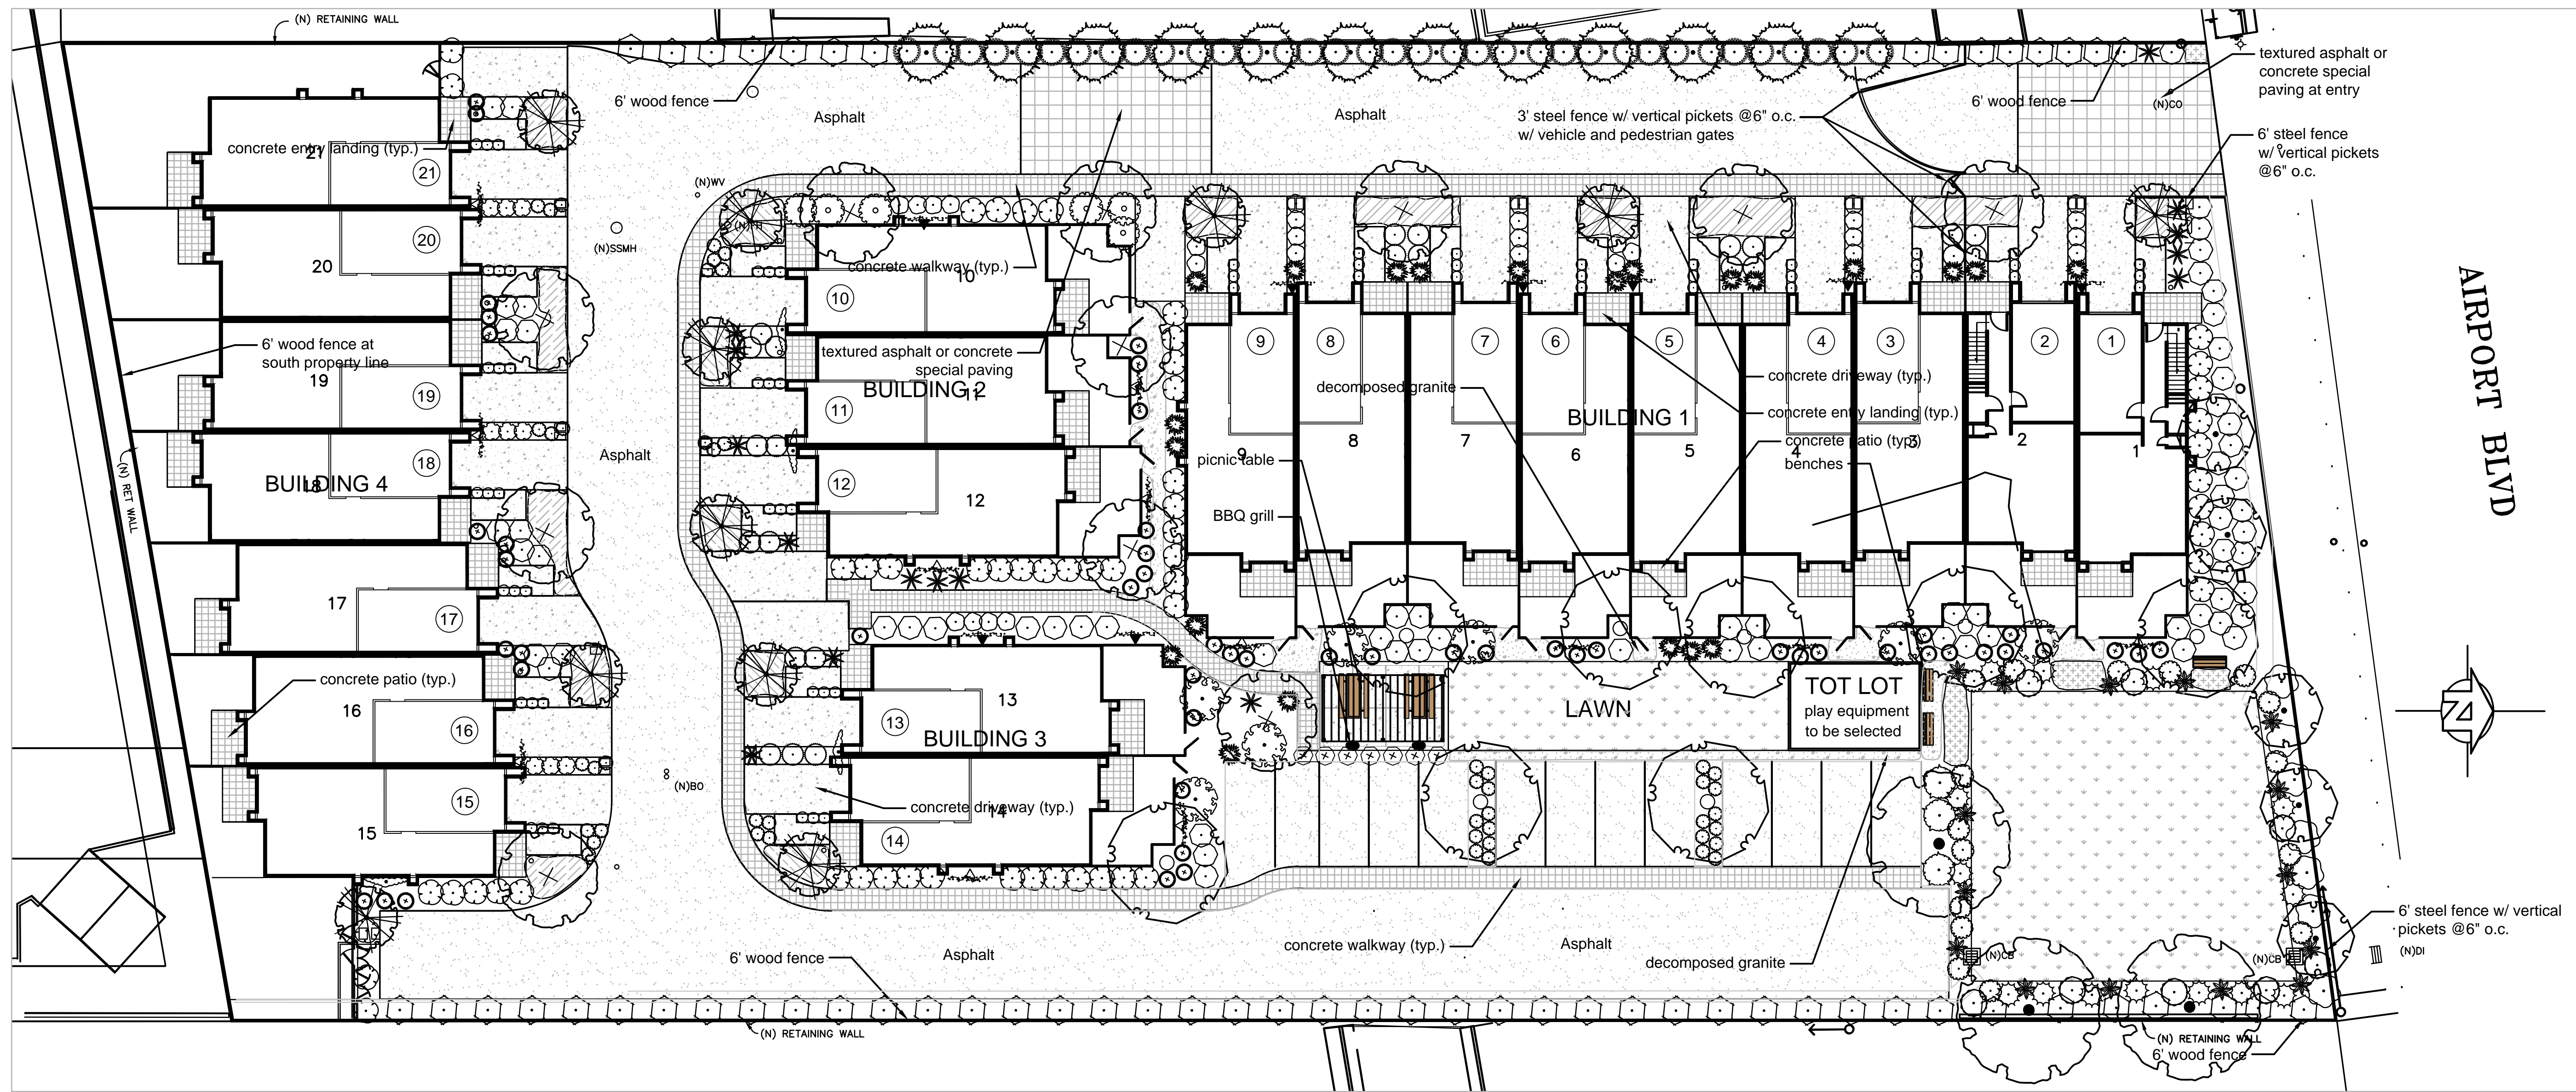 (N) RETAINING WALL
6' wood fence
Asphalt
Asphalt
3' steel fence w/ vertical pickets @6" o.c.
w/ vehicle and pedestrian gates
6' wood fence
(N)CO
textured asphalt or
concrete special
paving at entry
6' steel fence
w/ vertical pickets
@6" o.c.
concrete entry landing (typ.)
21
21
(N)WV
20
20
(N)SSMH
concrete walkway (typ.)
10
10
6' wood fence at
south property line
19
19
textured asphalt or concrete
special paving
BUILDING 2
11
11
9
8
7
6
5
4
3
2
1
decomposed granite
concrete driveway (typ.)
concrete entry landing (typ.)
BUILDING 1
concrete patio (typ.)
benches
9
8
7
6
5
4
3
2
1
picnic table
BBQ grill
AIRPORT BLVD
(N) RET WALL
BUILDING 4
18
18
Asphalt
12
12
17
17
concrete patio (typ.)
16
16
13
13
BUILDING 3
LAWN
TOT LOT
play equipment
to be selected
N
15
15
(N)BO
concrete driveway (typ.)
14
14
6' wood fence
Asphalt
concrete walkway (typ.)
Asphalt
decomposed granite
(N)CB
(N)CB
6' steel fence w/ vertical
pickets @6" o.c.
(N)DI
(N) RETAINING WALL
(N) RETAINING WALL
6' wood fence